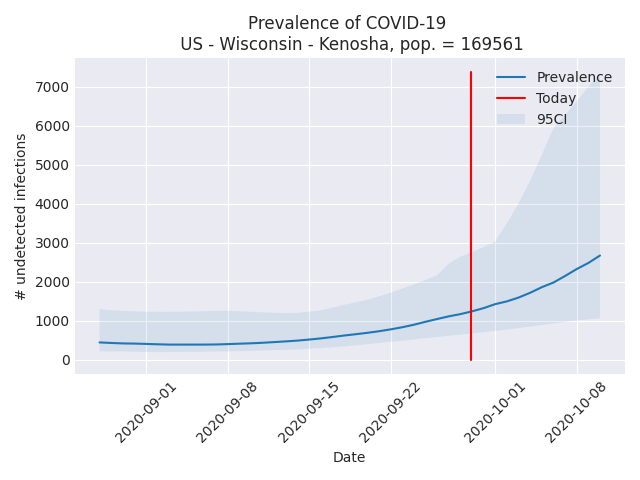 Prevalence of COVID-19
US - Wisconsin - Kenosha, pop. = 169561
Prevalence
Today
95CI
7000
6000
5000
4000
3000
2000
1000
0
# undetected infections
2020-09-01
2020-09-08
2020-09-15
2020-09-22
2020-10-01
2020-10-08
Date